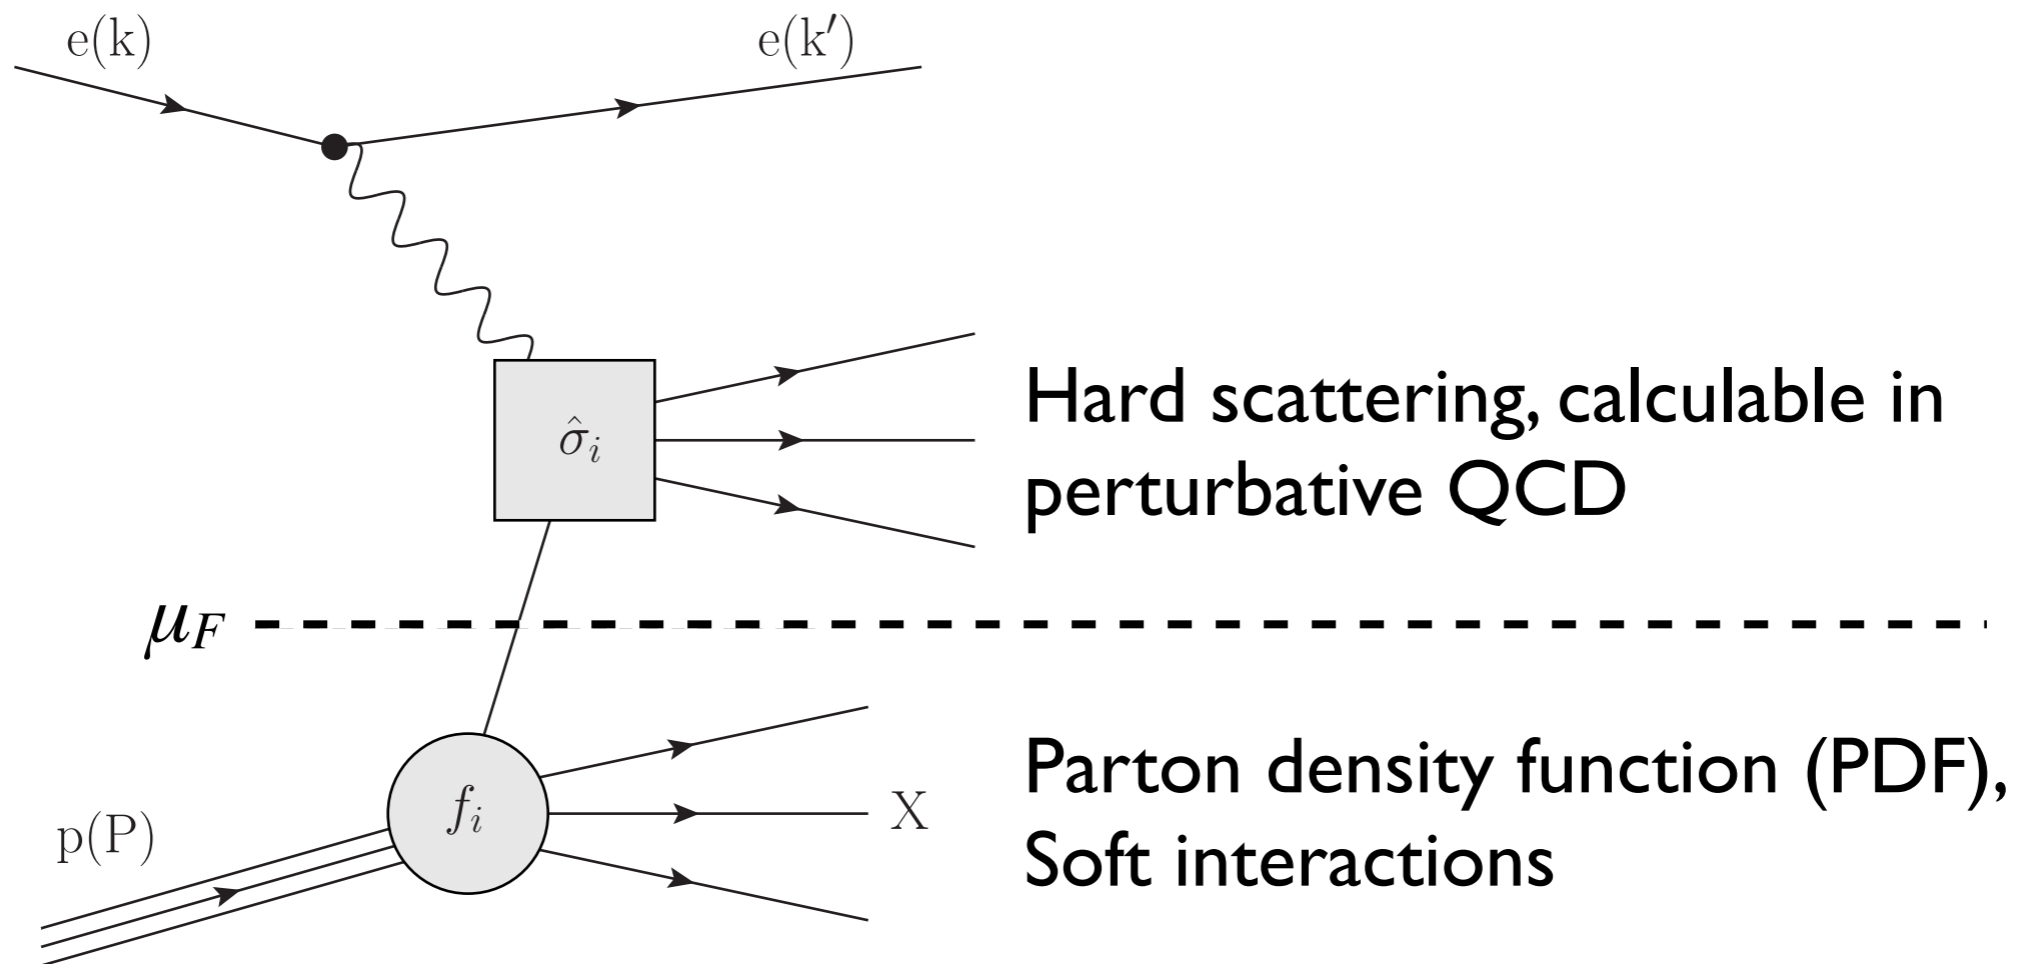 e(k)
e(k′)
σ̂ᵢ
Hard scattering, calculable in
perturbative QCD
μF
fᵢ
X
p(P)
Parton density function (PDF),
Soft interactions